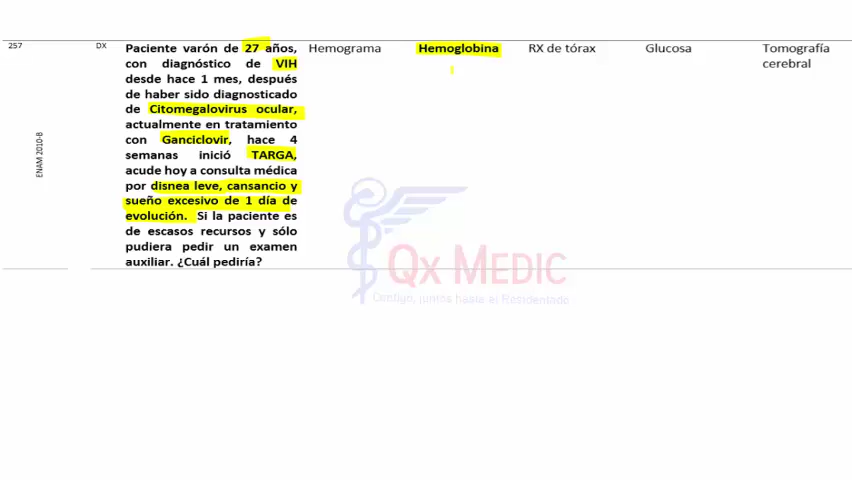 257
DX
Paciente varón de 27 años,
con diagnóstico de VIH
desde hace 1 mes, después
de haber sido diagnosticado
de Citomegalovirus ocular,
actualmente en tratamiento
con Ganciclovir, hace 4
semanas inició TARGA,
acude hoy a consulta médica
por disnea leve, cansancio y
sueño excesivo de 1 día de
evolución. Si la paciente es
de escasos recursos y sólo
pudiera pedir un examen
auxiliar. ¿Cuál pediría?
Hemograma
Hemoglobina
RX de tórax
Glucosa
Tomografía
cerebral
ENAM 2010-B
Qx MEDIC
Contigo, juntos hasta el Residentado